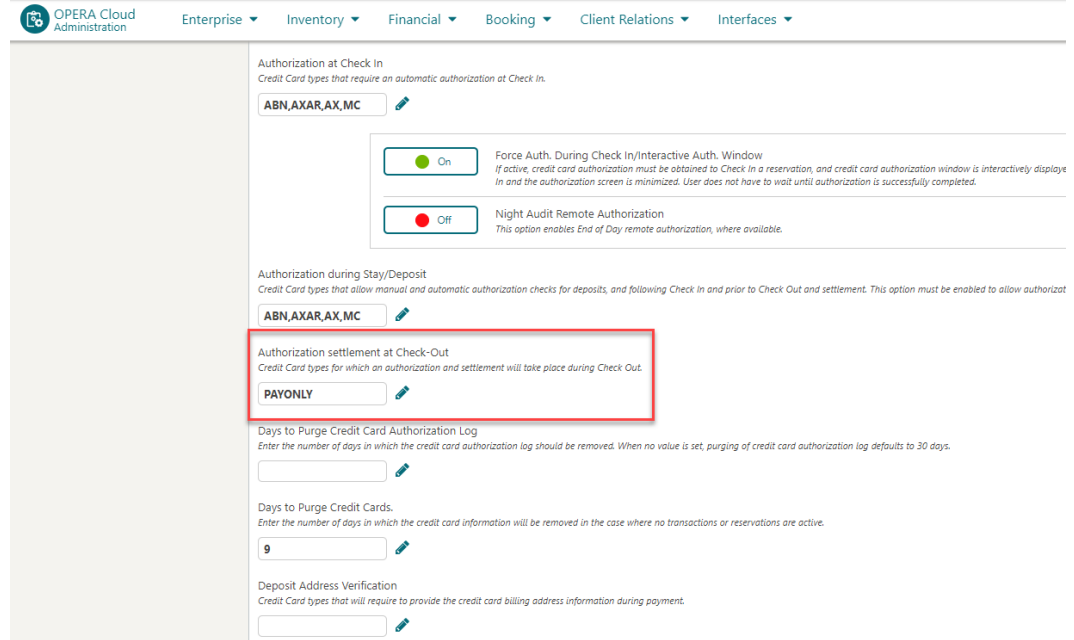 OPERA Cloud
Administration
Enterprise
Inventory
Financial
Booking
Client Relations
Interfaces
Authorization at Check In
Credit Card types that require an automatic authorization at Check In.
ABN,AXAR,AX,MC
On
Force Auth. During Check In/Interactive Auth. Window
If active, credit card authorization must be obtained to Check In a reservation, and credit card authorization window is interactively displaye
In and the authorization screen is minimized. User does not have to wait until authorization is successfully completed.
Off
Night Audit Remote Authorization
This option enables End of Day remote authorization, where available.
Authorization during Stay/Deposit
Credit Card types that allow manual and automatic authorization checks for deposits, and following Check In and prior to Check Out and settlement. This option must be enabled to allow authorizat
ABN,AXAR,AX,MC
Authorization settlement at Check-Out
Credit Card types for which an authorization and settlement will take place during Check Out.
PAYONLY
Days to Purge Credit Card Authorization Log
Enter the number of days in which the credit card authorization log should be removed. When no value is set, purging of credit card authorization log defaults to 30 days.
Days to Purge Credit Cards.
Enter the number of days in which the credit card information will be removed in the case where no transactions or reservations are active.
9
Deposit Address Verification
Credit Card types that will require to provide the credit card billing address information during payment.